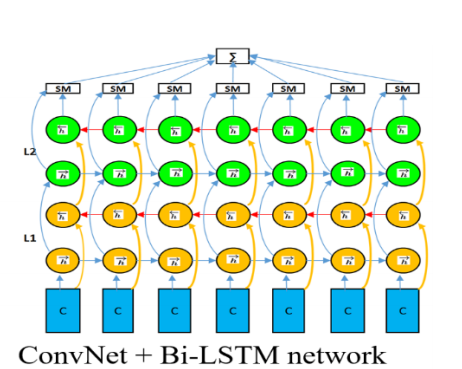 Σ
SM SM SM SM SM SM SM
h h h h h h h
L2
h h h h h h h
h h h h h h h
L1
h h h h h h h
C C C C C C C
ConvNet + Bi-LSTM network